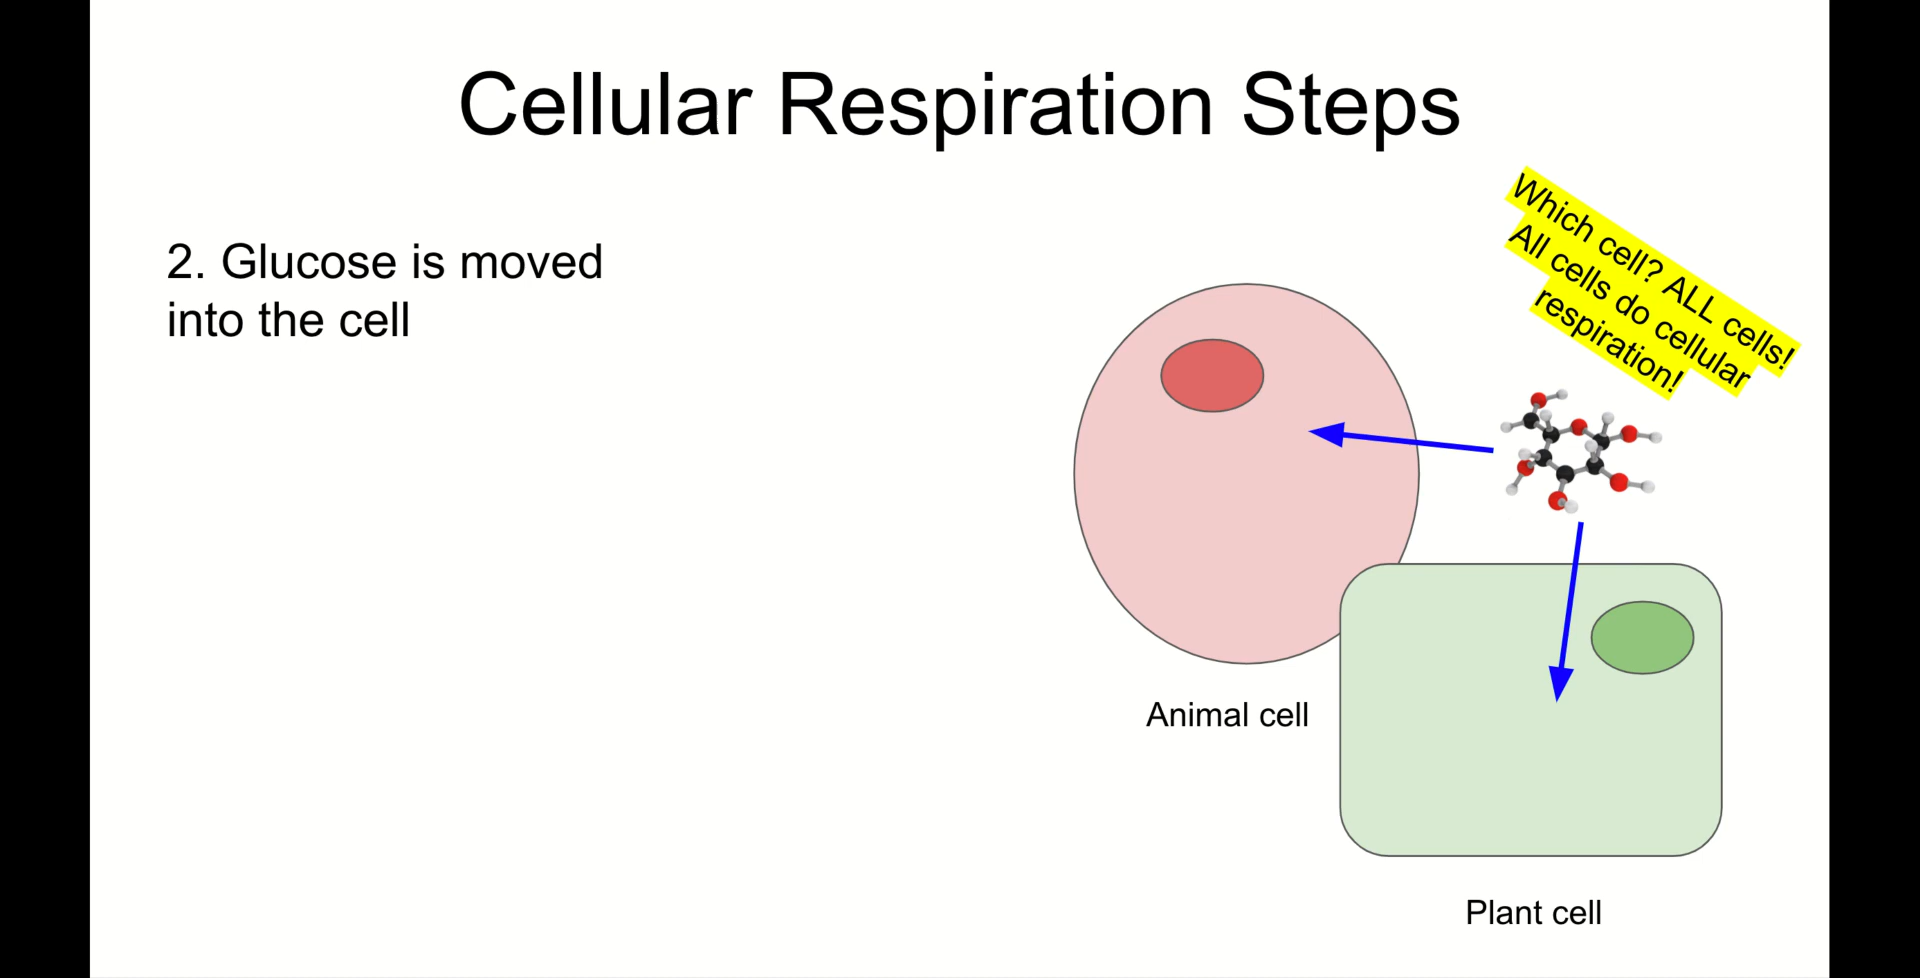 Cellular Respiration Steps
2. Glucose is moved
into the cell
Which cell? ALL cells!
All cells do cellular
respiration!
Animal cell
Plant cell